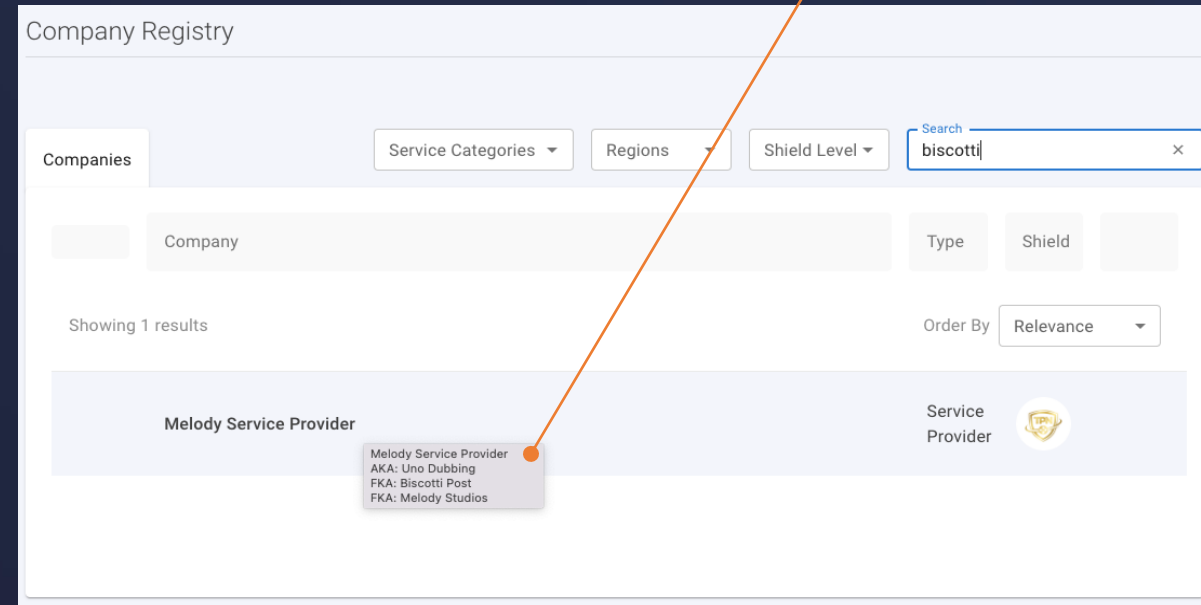 Company Registry
Companies
Service Categories
Regions
Shield Level
Search
biscotti
Company
Type
Shield
Showing 1 results
Order By
Relevance
Melody Service Provider
Service
Provider
TPN
Melody Service Provider
AKA: Uno Dubbing
FKA: Biscotti Post
FKA: Melody Studios